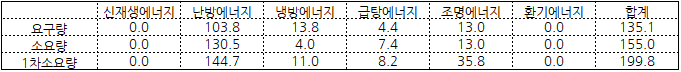 신재생에너지 난방에너지 냉방에너지 급탕에너지 조명에너지 환기에너지 합계
요구량 0.0 103.8 13.8 4.4 13.0 0.0 135.1
소요량 0.0 130.5 4.0 7.4 13.0 0.0 155.0
1차소요량 0.0 144.7 11.0 8.2 35.8 0.0 199.8